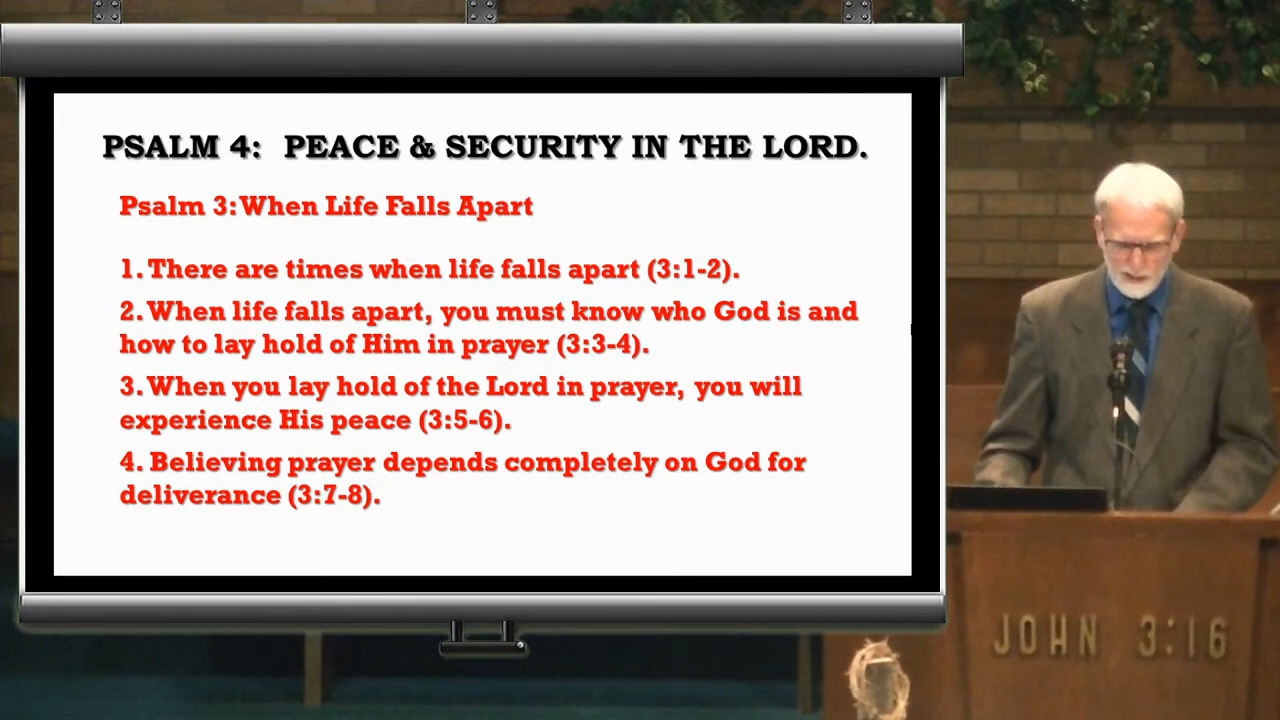 PSALM 4: PEACE & SECURITY IN THE LORD.
Psalm 3: When Life Falls Apart
1. There are times when life falls apart (3:1-2).
2. When life falls apart, you must know who God is and
how to lay hold of Him in prayer (3:3-4).
3. When you lay hold of the Lord in prayer, you will
experience His peace (3:5-6).
4. Believing prayer depends completely on God for
deliverance (3:7-8).
JOHN 3:16